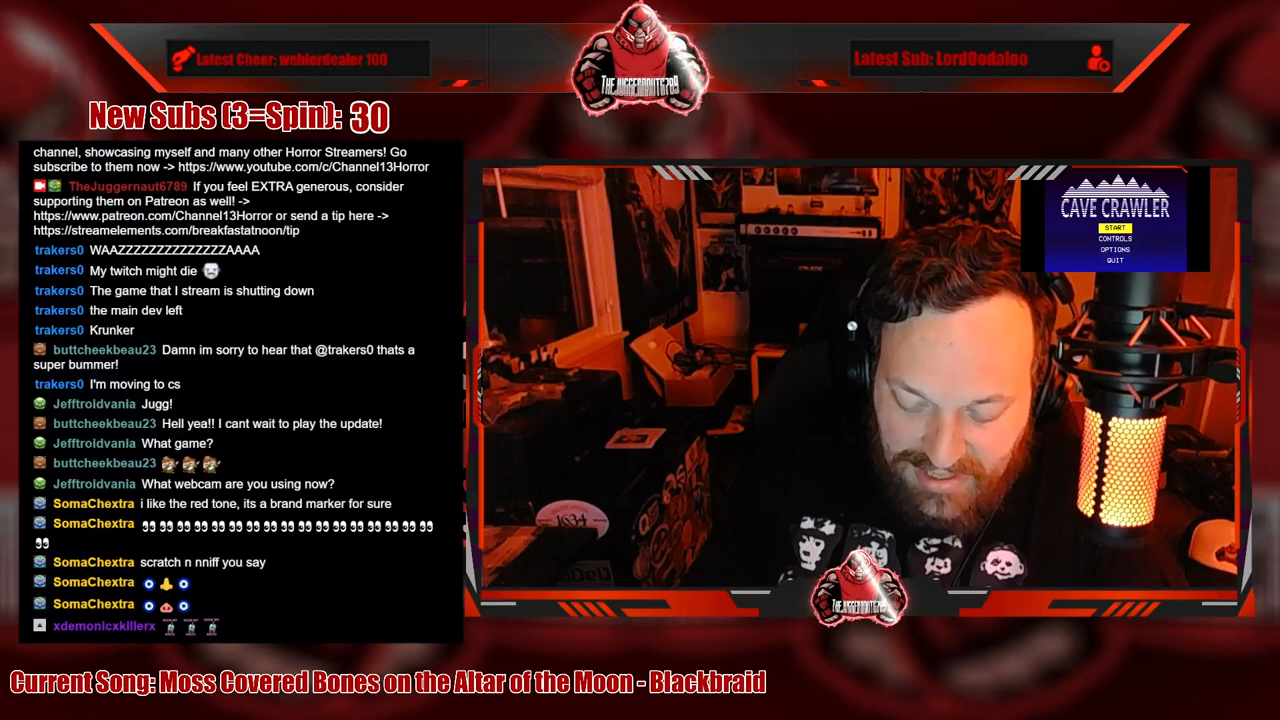 Latest Cheer: wehlerdealer 100
THEJUGGERNAUT6789
Latest Sub: LordOodaloo
New Subs (3=Spin): 30
channel, showcasing myself and many other Horror Streamers! Go
subscribe to them now -> https://www.youtube.com/c/Channel13Horror
TheJuggernaut6789 If you feel EXTRA generous, consider
supporting them on Patreon as well! ->
https://www.patreon.com/Channel13Horror or send a tip here ->
https://streamelements.com/breakfastatnoon/tip
trakers0 WAAZZZZZZZZZZZZZZAAAA
trakers0 My twitch might die
trakers0 The game that I stream is shutting down
trakers0 the main dev left
trakers0 Krunker
buttcheekbeau23 Damn im sorry to hear that @trakers0 thats a
super bummer!
trakers0 I'm moving to cs
Jefftroidvania Jugg!
buttcheekbeau23 Hell yea!! I cant wait to play the update!
Jefftroidvania What game?
buttcheekbeau23
Jefftroidvania What webcam are you using now?
SomaChextra i like the red tone, its a brand marker for sure
SomaChextra
SomaChextra scratch n nniff you say
SomaChextra
SomaChextra
xdemonicxkillerx
CAVE CRAWLER
START
CONTROLS
OPTIONS
QUIT
1634
THEJUGGERNAUT6789
Current Song: Moss Covered Bones on the Altar of the Moon - Blackbraid